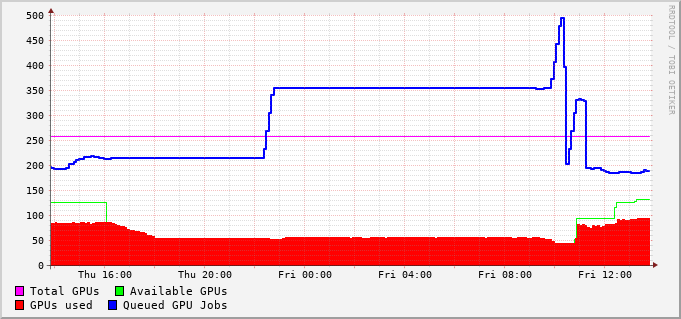 RRDTOOL / TOBI OETIKER
500
450
400
350
300
250
200
150
100
50
0
Thu 16:00 Thu 20:00 Fri 00:00 Fri 04:00 Fri 08:00 Fri 12:00
Total GPUs Available GPUs
GPUs used Queued GPU Jobs